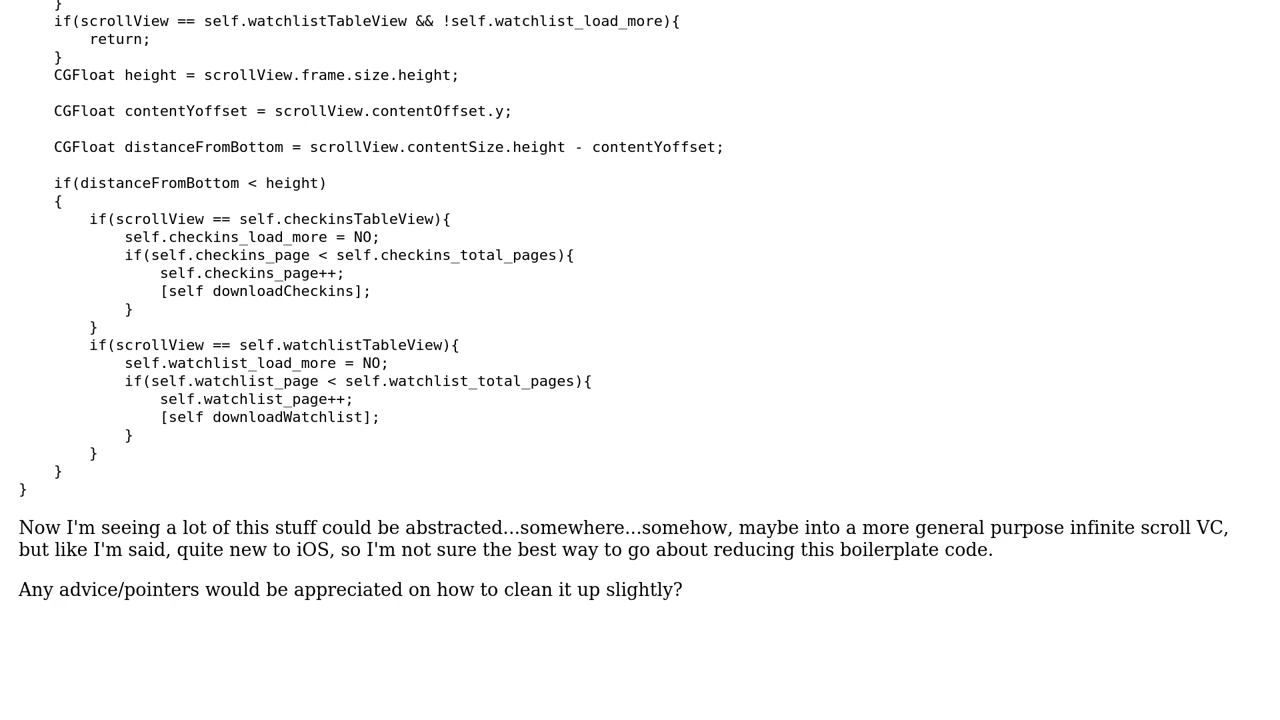 }
    if(scrollView == self.watchlistTableView && !self.watchlist_load_more){
        return;
    }
    CGFloat height = scrollView.frame.size.height;

    CGFloat contentYoffset = scrollView.contentOffset.y;

    CGFloat distanceFromBottom = scrollView.contentSize.height - contentYoffset;

    if(distanceFromBottom < height)
    {
        if(scrollView == self.checkinsTableView){
            self.checkins_load_more = NO;
            if(self.checkins_page < self.checkins_total_pages){
                self.checkins_page++;
                [self downloadCheckins];
            }
        }
        if(scrollView == self.watchlistTableView){
            self.watchlist_load_more = NO;
            if(self.watchlist_page < self.watchlist_total_pages){
                self.watchlist_page++;
                [self downloadWatchlist];
            }
        }
    }
}
Now I'm seeing a lot of this stuff could be abstracted...somewhere...somehow, maybe into a more general purpose infinite scroll VC,
but like I'm said, quite new to iOS, so I'm not sure the best way to go about reducing this boilerplate code.
Any advice/pointers would be appreciated on how to clean it up slightly?